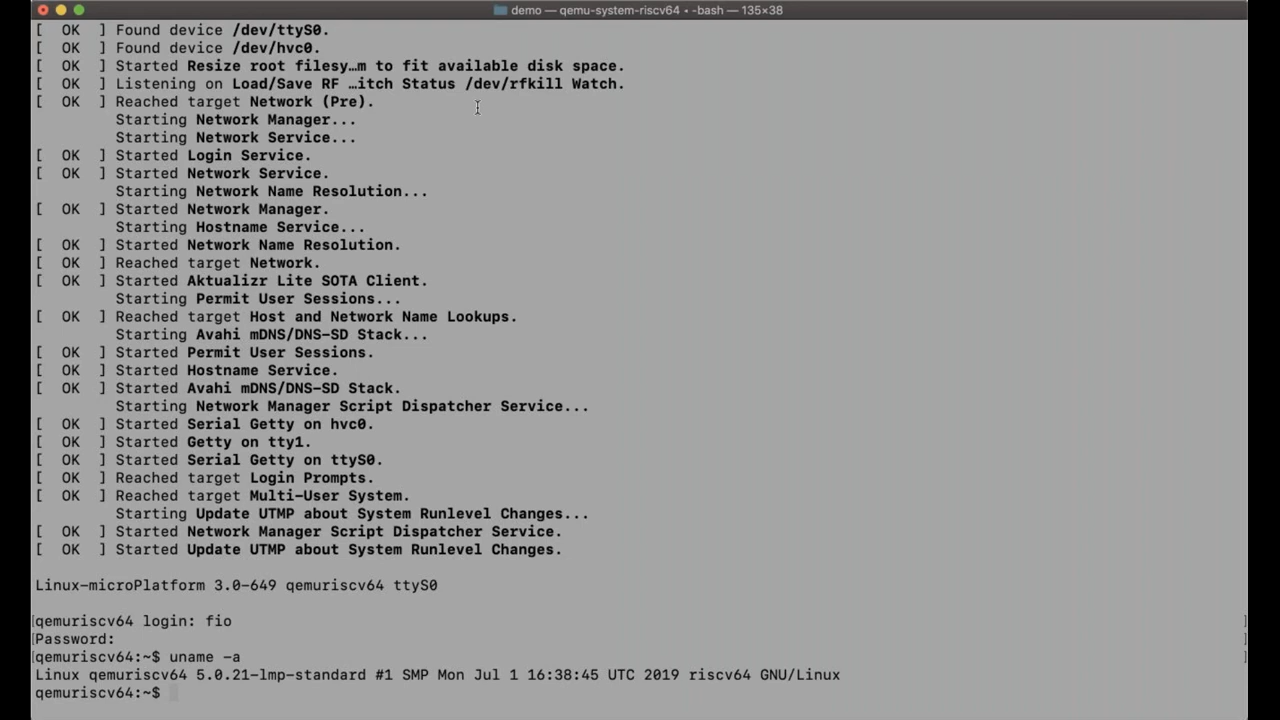 demo — qemu-system-riscv64 • -bash — 135×38
[  OK  ] Found device /dev/ttyS0.
[  OK  ] Found device /dev/hvc0.
[  OK  ] Started Resize root filesy…m to fit available disk space.
[  OK  ] Listening on Load/Save RF …itch Status /dev/rfkill Watch.
[  OK  ] Reached target Network (Pre).
         Starting Network Manager...
         Starting Network Service...
[  OK  ] Started Login Service.
[  OK  ] Started Network Service.
         Starting Network Name Resolution...
[  OK  ] Started Network Manager.
         Starting Hostname Service...
[  OK  ] Started Network Name Resolution.
[  OK  ] Reached target Network.
[  OK  ] Started Aktualizr Lite SOTA Client.
         Starting Permit User Sessions...
[  OK  ] Reached target Host and Network Name Lookups.
         Starting Avahi mDNS/DNS-SD Stack...
[  OK  ] Started Permit User Sessions.
[  OK  ] Started Hostname Service.
[  OK  ] Started Avahi mDNS/DNS-SD Stack.
         Starting Network Manager Script Dispatcher Service...
[  OK  ] Started Serial Getty on hvc0.
[  OK  ] Started Getty on tty1.
[  OK  ] Started Serial Getty on ttyS0.
[  OK  ] Reached target Login Prompts.
[  OK  ] Reached target Multi-User System.
         Starting Update UTMP about System Runlevel Changes...
[  OK  ] Started Network Manager Script Dispatcher Service.
[  OK  ] Started Update UTMP about System Runlevel Changes.
Linux-microPlatform 3.0-649 qemuriscv64 ttyS0
[qemuriscv64 login: fio ]
[Password: ]
[qemuriscv64:~$ uname -a ]
Linux qemuriscv64 5.0.21-lmp-standard #1 SMP Mon Jul 1 16:38:45 UTC 2019 riscv64 GNU/Linux
qemuriscv64:~$